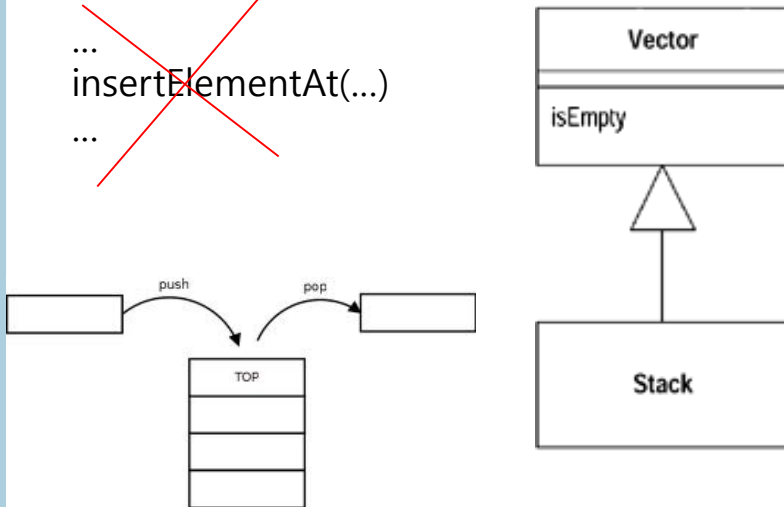 ...
insertElementAt(...)
...
Vector
isEmpty
push
pop
TOP
Stack